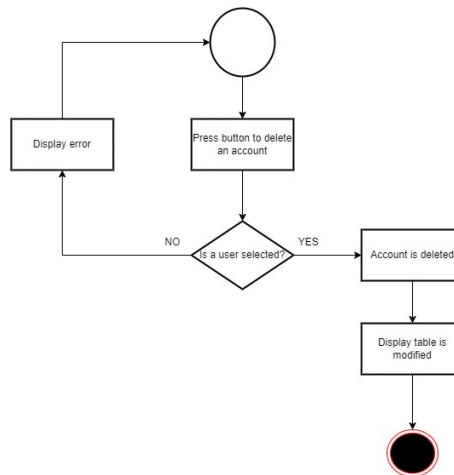 Display error
Press button to delete
an account
NO
Is a user selected?
YES
Account is deleted
Display table is
modified